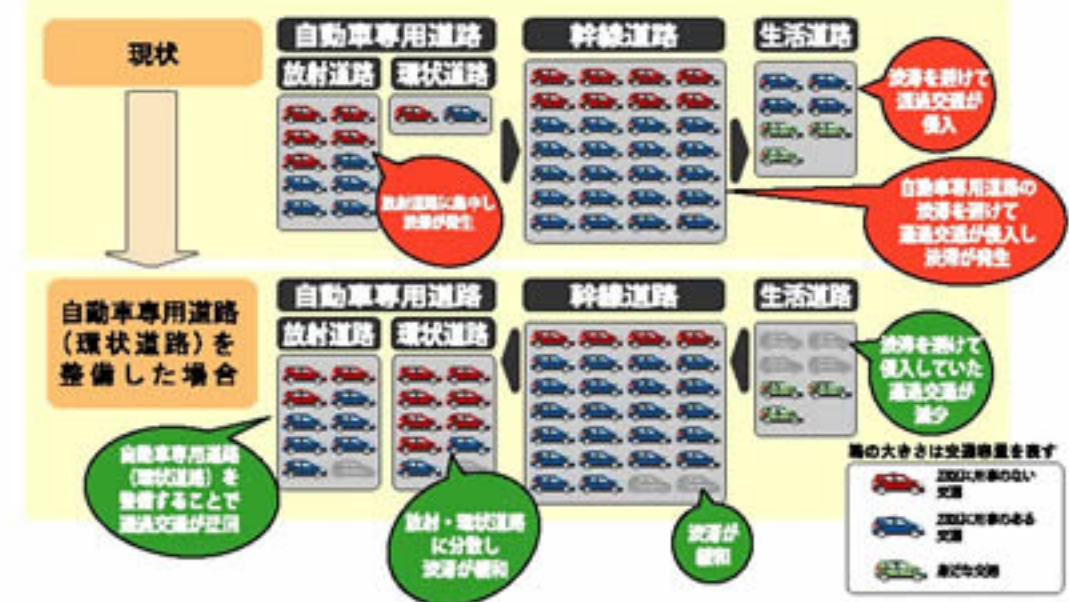 現状
自動車専用道路
幹線道路
生活道路
放射道路
環状道路
渋滞を避けて
通過交通が
侵入
放射道路に集中し
渋滞が発生
自動車専用道路の
渋滞を避けて
通過交通が侵入し
渋滞が発生
自動車専用道路
(環状道路)を
整備した場合
自動車専用道路
幹線道路
生活道路
放射道路
環状道路
渋滞を避けて
侵入していた
通過交通が
減少
自動車専用道路
(環状道路)を
整備することで
通過交通が迂回
放射・環状道路
に分散し
渋滞が緩和
渋滞が
緩和
箱の大きさは交通容量を表す
交通
交通
身近な交通